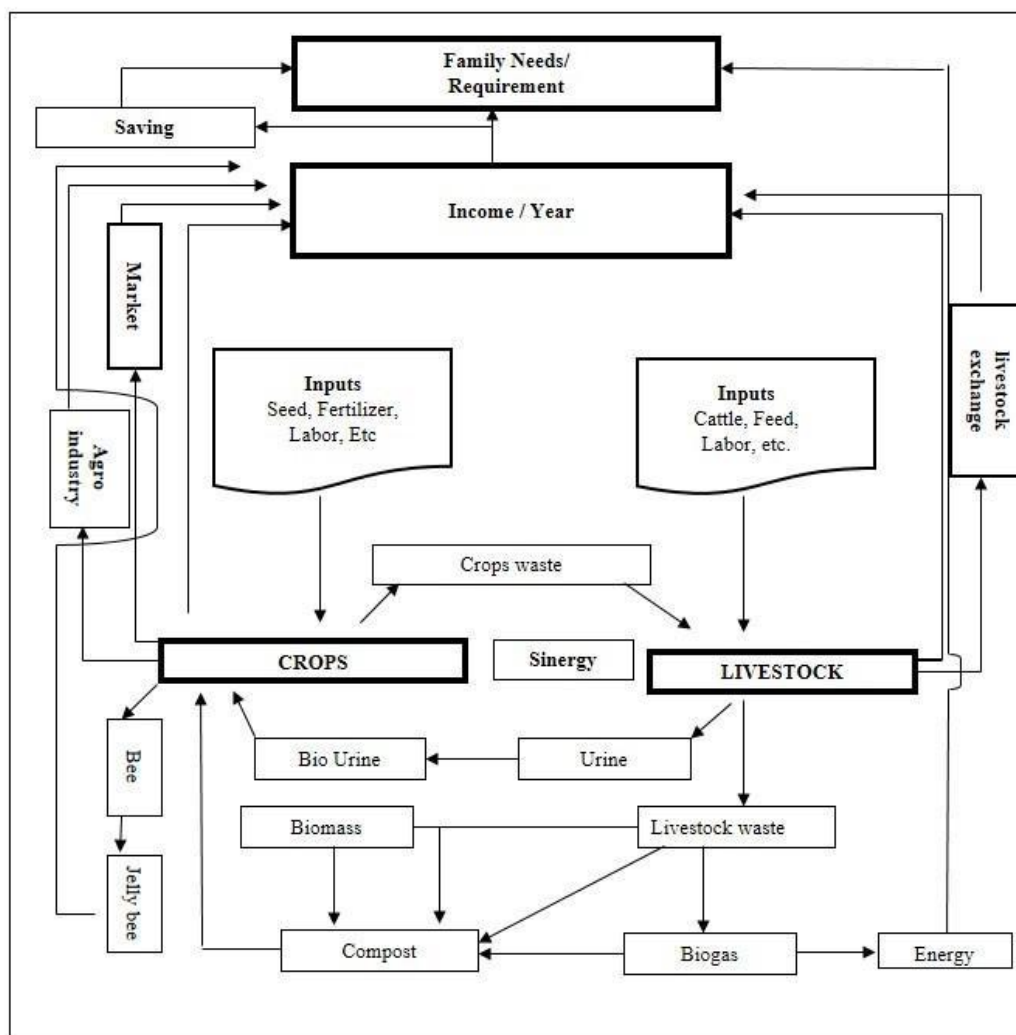 Family Needs/
Requirement
Saving
Income / Year
Market
livestock
exchange
Inputs
Seed, Fertilizer,
Labor, Etc
Inputs
Cattle, Feed,
Labor, etc.
Agro
industry
Crops waste
CROPS
Sinergy
LIVESTOCK
Bee
Bio Urine
Urine
Biomass
Livestock waste
Jelly bee
Compost
Biogas
Energy